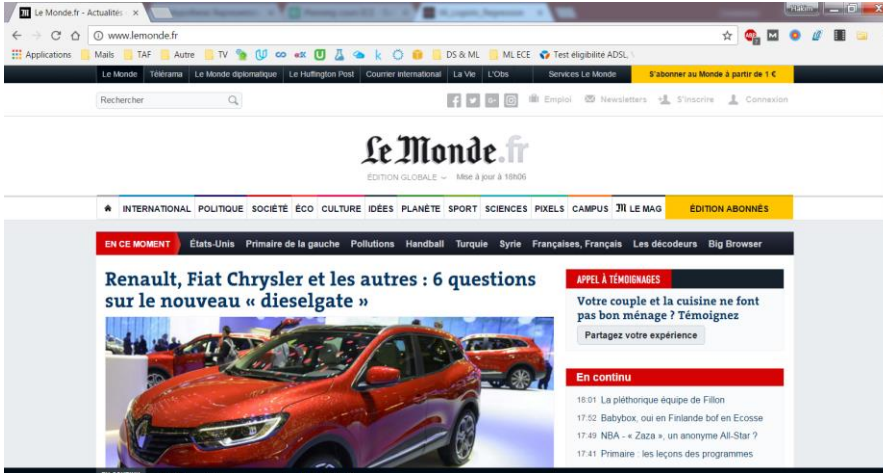 Le Monde.fr - Actualités
www.lemonde.fr
Applications Mails TAF Autre TV DS & ML ML ECE Test éligibilité ADSL,
Le Monde Télérama Le Monde diplomatique Le Huffington Post Courrier international La Vie L'Obs Services Le Monde S'abonner au Monde à partir de 1 €
Rechercher Emploi Newsletters S'inscrire Connexion
Le Monde.fr
ÉDITION GLOBALE Mise à jour à 18h06
INTERNATIONAL POLITIQUE SOCIÉTÉ ÉCO CULTURE IDÉES PLANÈTE SPORT SCIENCES PIXELS CAMPUS M LE MAG ÉDITION ABONNÉS
EN CE MOMENT États-Unis Primaire de la gauche Pollutions Handball Turquie Syrie Françaises, Français Les décodeurs Big Browser
Renault, Fiat Chrysler et les autres : 6 questions
sur le nouveau « dieselgate »
APPEL À TÉMOIGNAGES
Votre couple et la cuisine ne font
pas bon ménage ? Témoignez
Partagez votre expérience
En continu
18:01 La pléthorique équipe de Fillon
17:52 Babybox, oui en Finlande bof en Ecosse
17:49 NBA - « Zaza », un anonyme All-Star ?
17:41 Primaire : les leçons des programmes